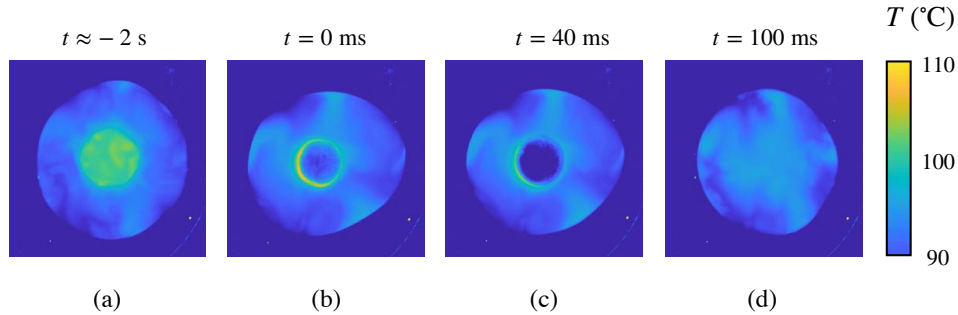 T (°C)
t ≈ − 2 s
t = 0 ms
t = 40 ms
t = 100 ms
110
100
90
(a)
(b)
(c)
(d)